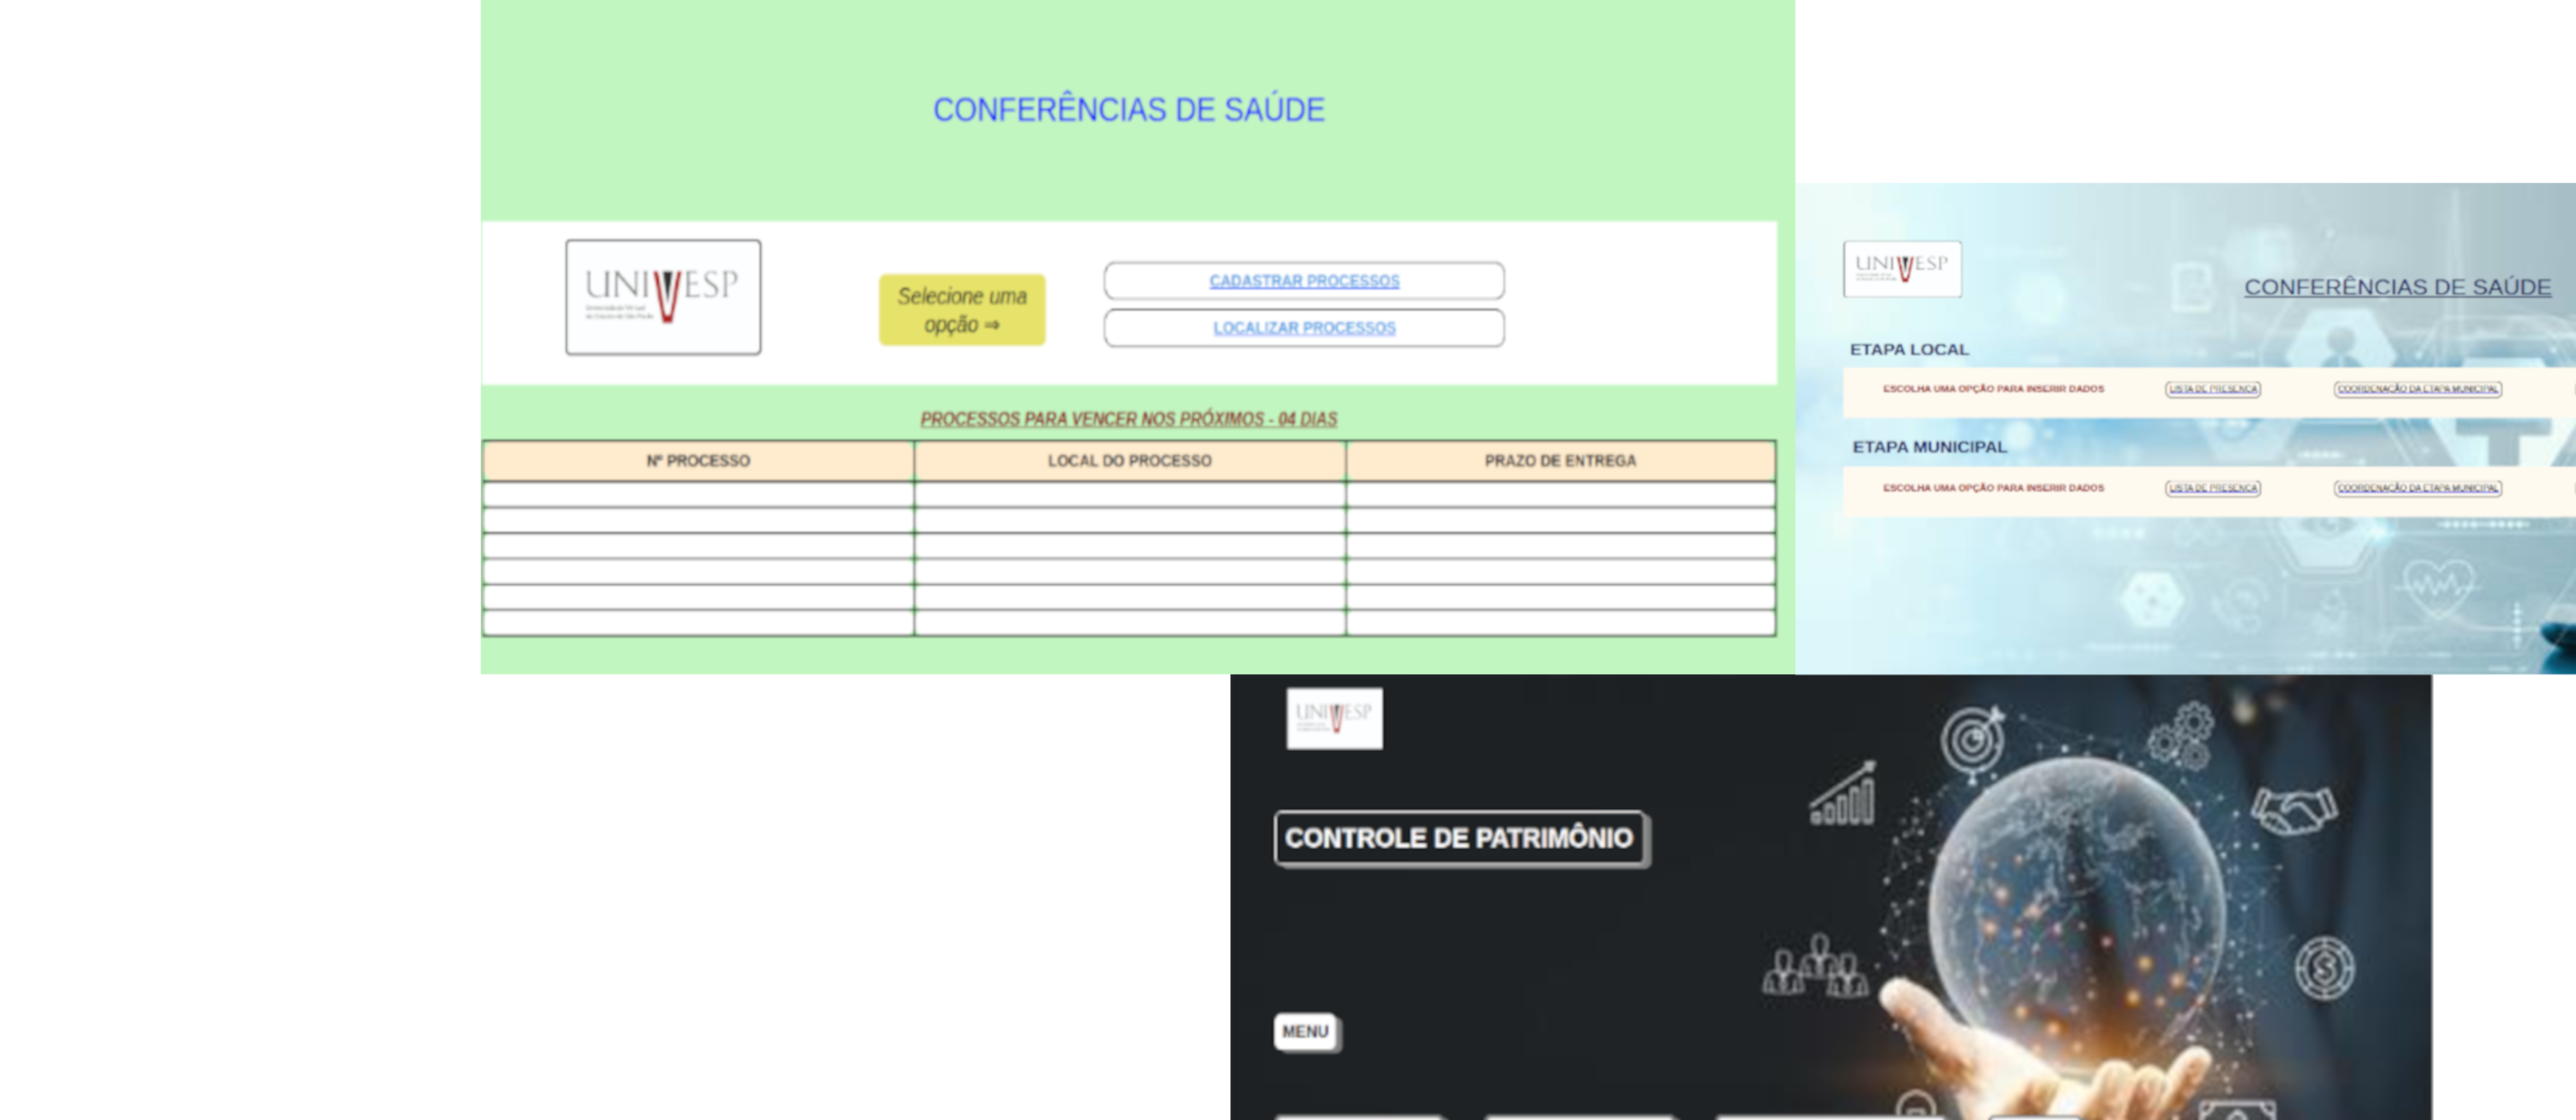 CONFERÊNCIAS DE SAÚDE
UNIVESP
Selecione uma
opção ⇒
CADASTRAR PROCESSOS
LOCALIZAR PROCESSOS
PROCESSOS PARA VENCER NOS PRÓXIMOS - 04 DIAS
Nº PROCESSO LOCAL DO PROCESSO PRAZO DE ENTREGA
UNIVESP
CONFERÊNCIAS DE SAÚDE
ETAPA LOCAL
ESCOLHA UMA OPÇÃO PARA INSERIR DADOS LISTA DE PRESENCA COORDENAÇÃO DA ETAPA MUNICIPAL
ETAPA MUNICIPAL
ESCOLHA UMA OPÇÃO PARA INSERIR DADOS LISTA DE PRESENCA COORDENAÇÃO DA ETAPA MUNICIPAL
UNIVESP
CONTROLE DE PATRIMÔNIO
MENU